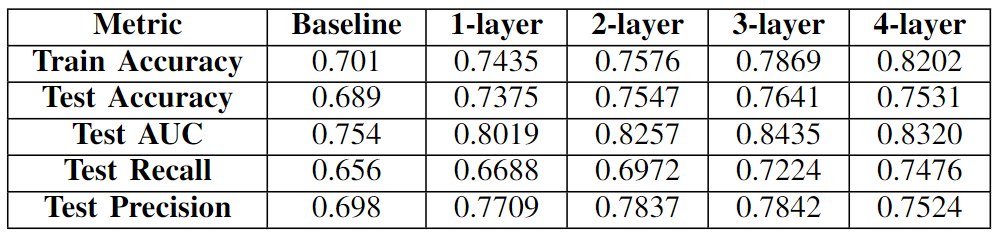 Metric Baseline 1-layer 2-layer 3-layer 4-layer
Train Accuracy 0.701 0.7435 0.7576 0.7869 0.8202
Test Accuracy 0.689 0.7375 0.7547 0.7641 0.7531
Test AUC 0.754 0.8019 0.8257 0.8435 0.8320
Test Recall 0.656 0.6688 0.6972 0.7224 0.7476
Test Precision 0.698 0.7709 0.7837 0.7842 0.7524